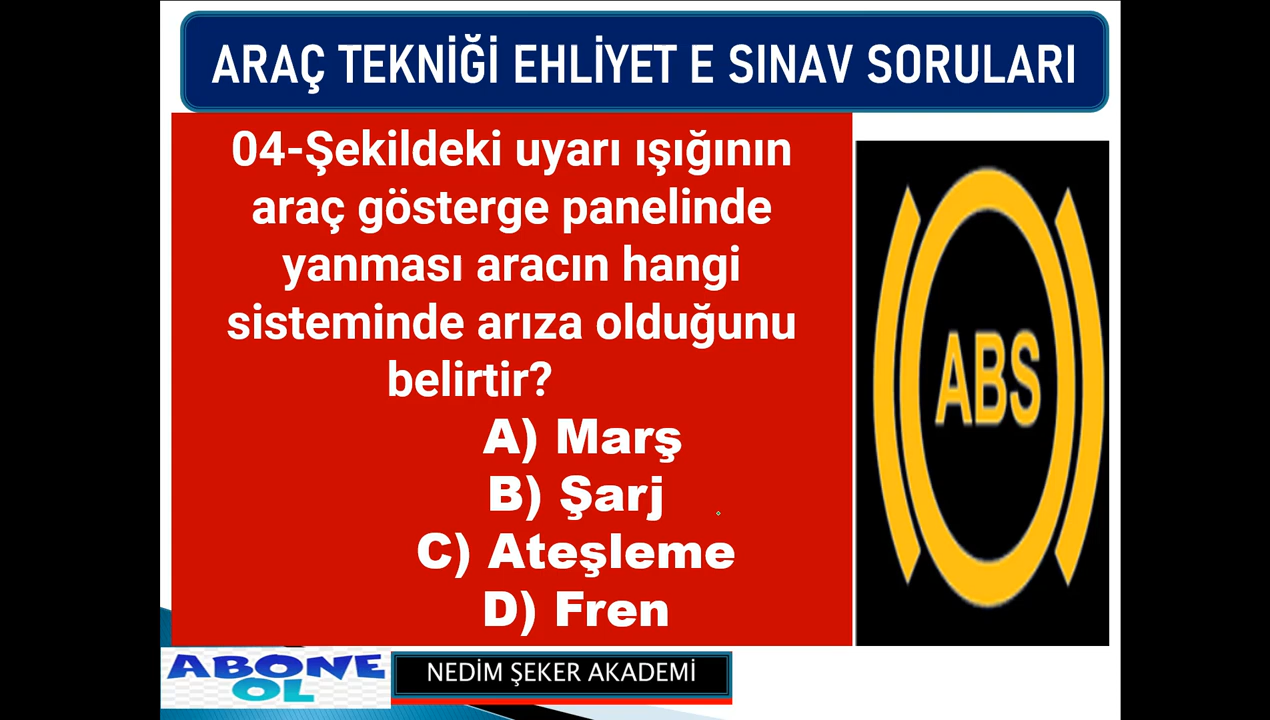 ARAÇ TEKNİĞİ EHLİYET E SINAV SORULARI
04-Şekildeki uyarı ışığının
araç gösterge panelinde
yanması aracın hangi
sisteminde arıza olduğunu
belirtir?
A) Marş
B) Şarj
C) Ateşleme
D) Fren
ABS
ABONE
OL
NEDİM ŞEKER AKADEMİ